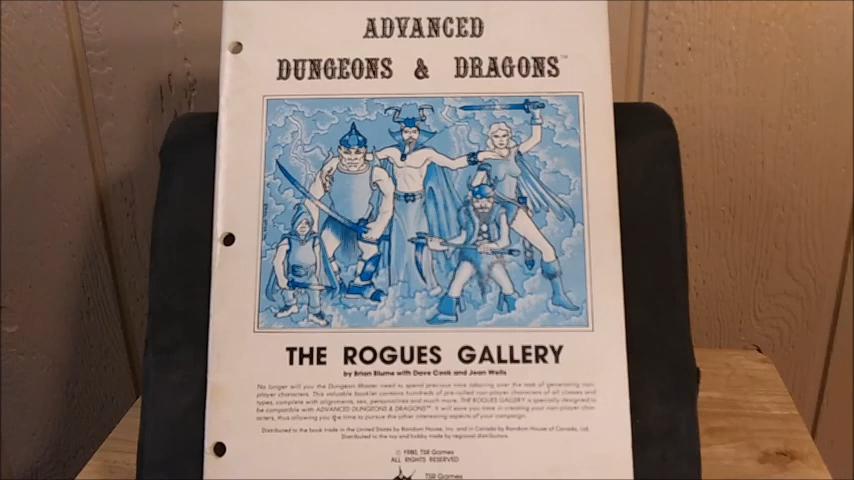 ADVANCED
DUNGEONS & DRAGONS™
THE ROGUES GALLERY
by Brian Blume with Dave Cook and Jean Wells
No longer will you the Dungeon Master need to spend precious time laboring over the task of generating non-
player characters. This valuable booklet contains hundreds of pre-rolled non-player characters of all classes and
types, complete with alignments, sex, personalities and much more. THE ROGUES GALLERY is specially designed to
be compatible with ADVANCED DUNGEONS & DRAGONS™. It will save you time in creating your non-player char-
acters, thus allowing you the time to pursue the other interesting aspects of your campaign.
Distributed to the book trade in the United States by Random House, Inc. and in Canada by Random House of Canada, Ltd.
Distributed to the toy and hobby trade by regional distributors.
© 1980, TSR Games
ALL RIGHTS RESERVED
TSR Games